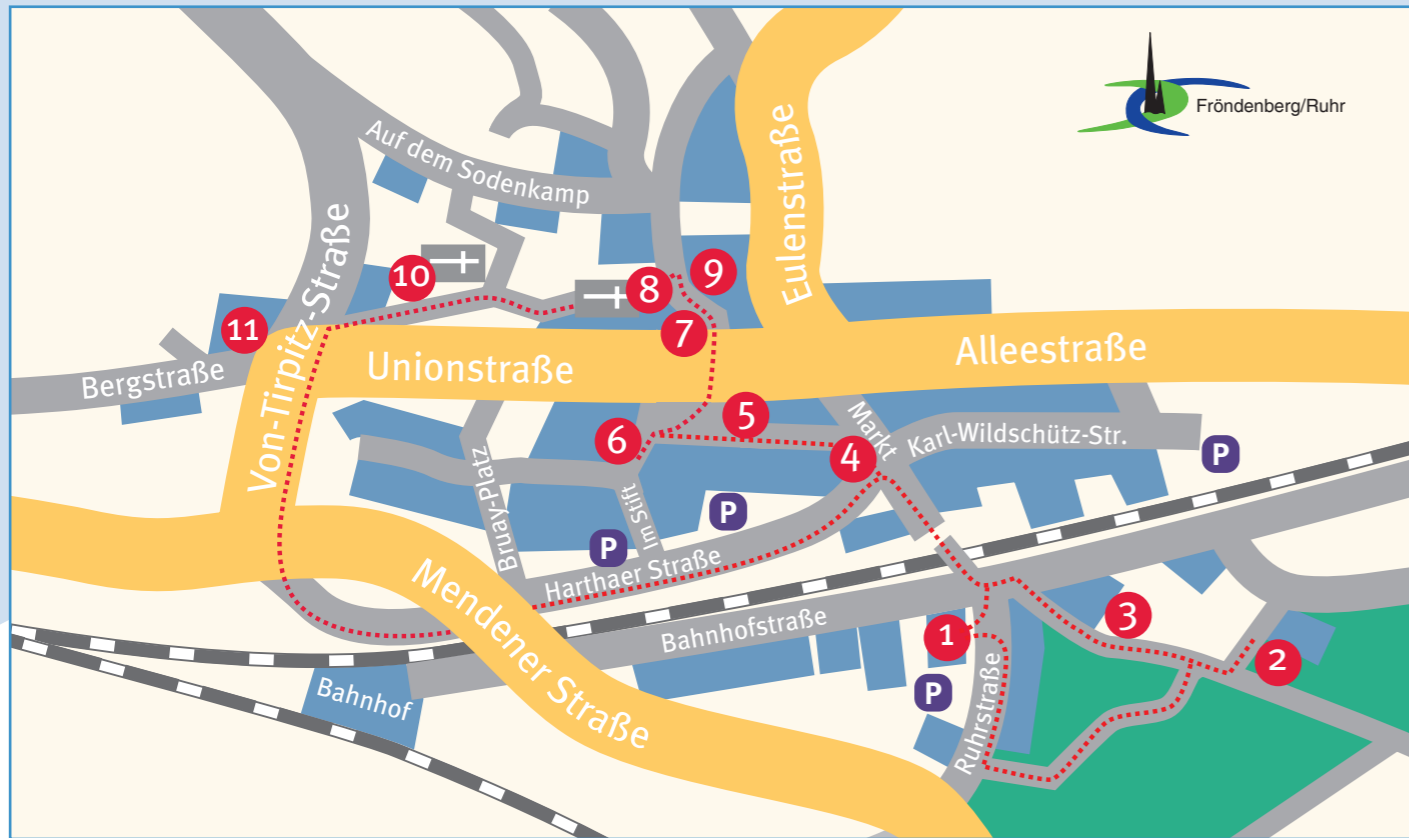 Fröndenberg/Ruhr
Auf dem Sodenkamp
Eulenstraße
Von-Tirpitz-Straße
10
8
9
11
7
Bergstraße
Unionstraße
Alleestraße
5
Markt
Karl-Wildschütz-Str.
6
4
P
Brunay-Platz
Im Stift
P
P
Harthaer Straße
Mendener Straße
Bahnhofstraße
3
1
2
Bahnhof
P
Ruhrstraße